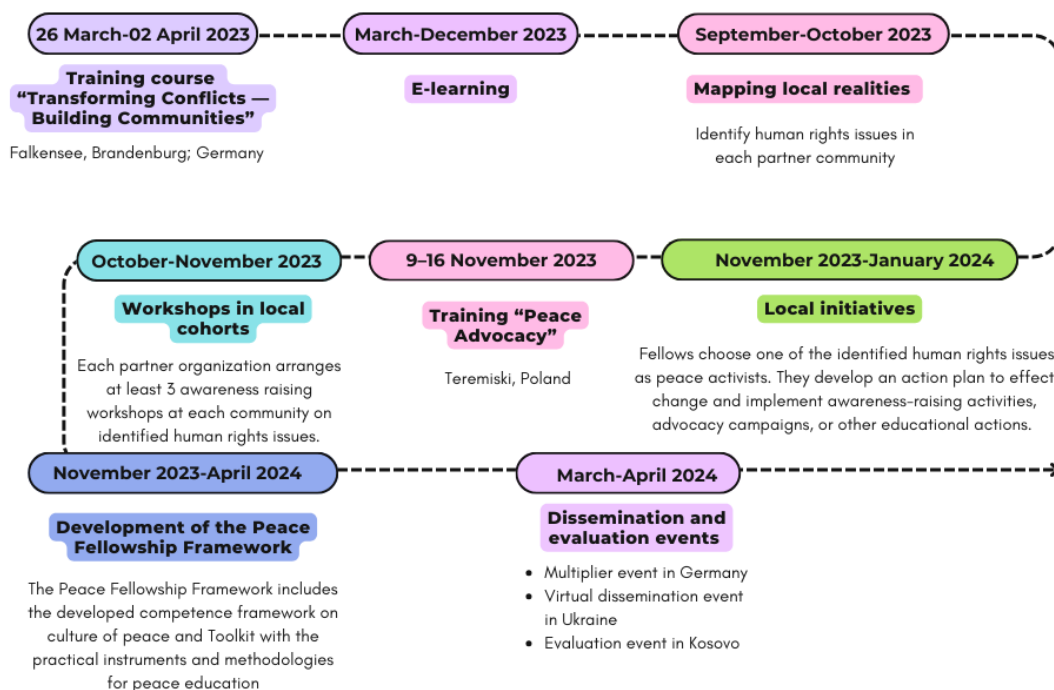 26 March-02 April 2023
Training course
“Transforming Conflicts —
Building Communities”
Falkensee, Brandenburg; Germany
March-December 2023
E-learning
September-October 2023
Mapping local realities
Identify human rights issues in
each partner community
October-November 2023
Workshops in local
cohorts
Each partner organization arranges
at least 3 awareness raising
workshops at each community on
identified human rights issues.
9–16 November 2023
Training “Peace
Advocacy”
Teremiski, Poland
November 2023-January 2024
Local initiatives
Fellows choose one of the identified human rights issues
as peace activists. They develop an action plan to effect
change and implement awareness-raising activities,
advocacy campaigns, or other educational actions.
November 2023-April 2024
Development of the Peace
Fellowship Framework
The Peace Fellowship Framework includes
the developed competence framework on
culture of peace and Toolkit with the
practical instruments and methodologies
for peace education
March-April 2024
Dissemination and
evaluation events
• Multiplier event in Germany
• Virtual dissemination event
in Ukraine
• Evaluation event in Kosovo